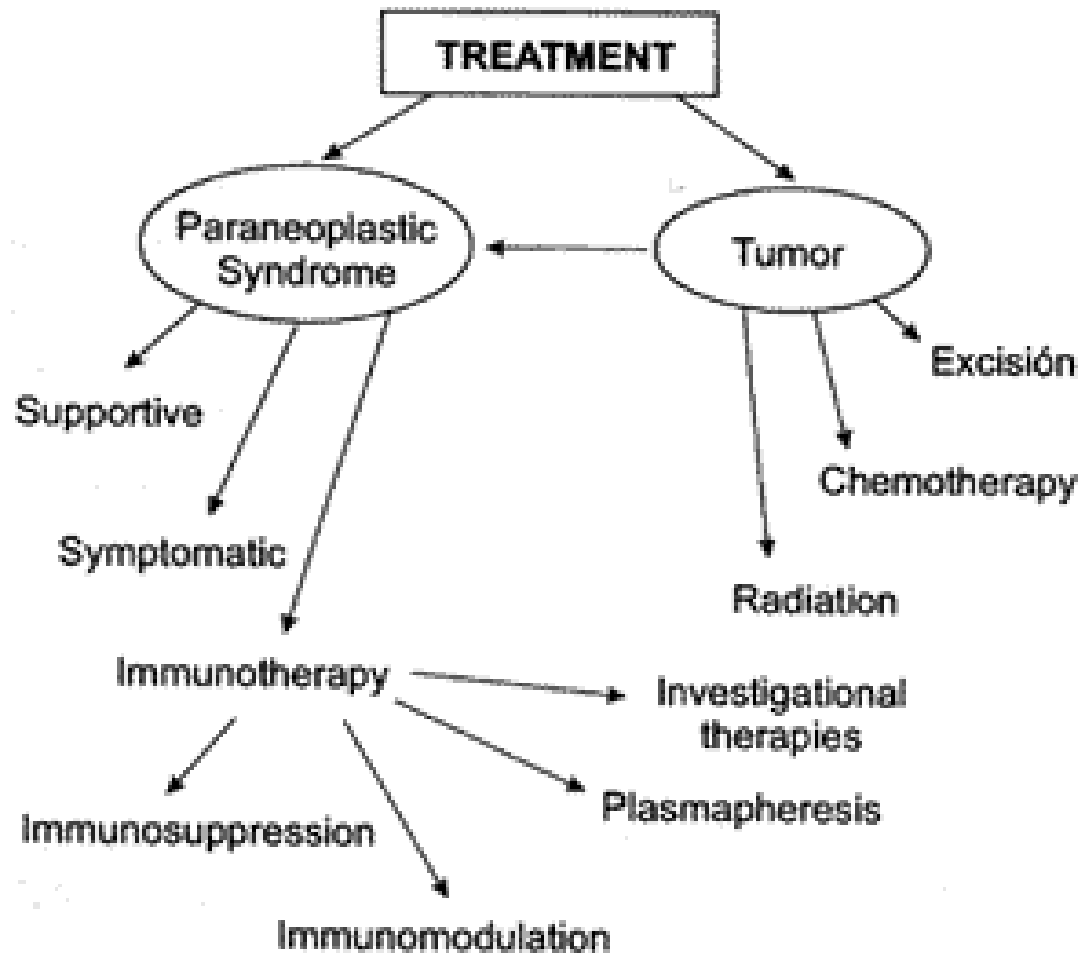 TREATMENT
Paraneoplastic
Syndrome
Tumor
Excisión
Supportive
Chemotherapy
Symptomatic
Radiation
Immunotherapy
Investigational
therapies
Plasmapheresis
Immunosuppression
Immunomodulation